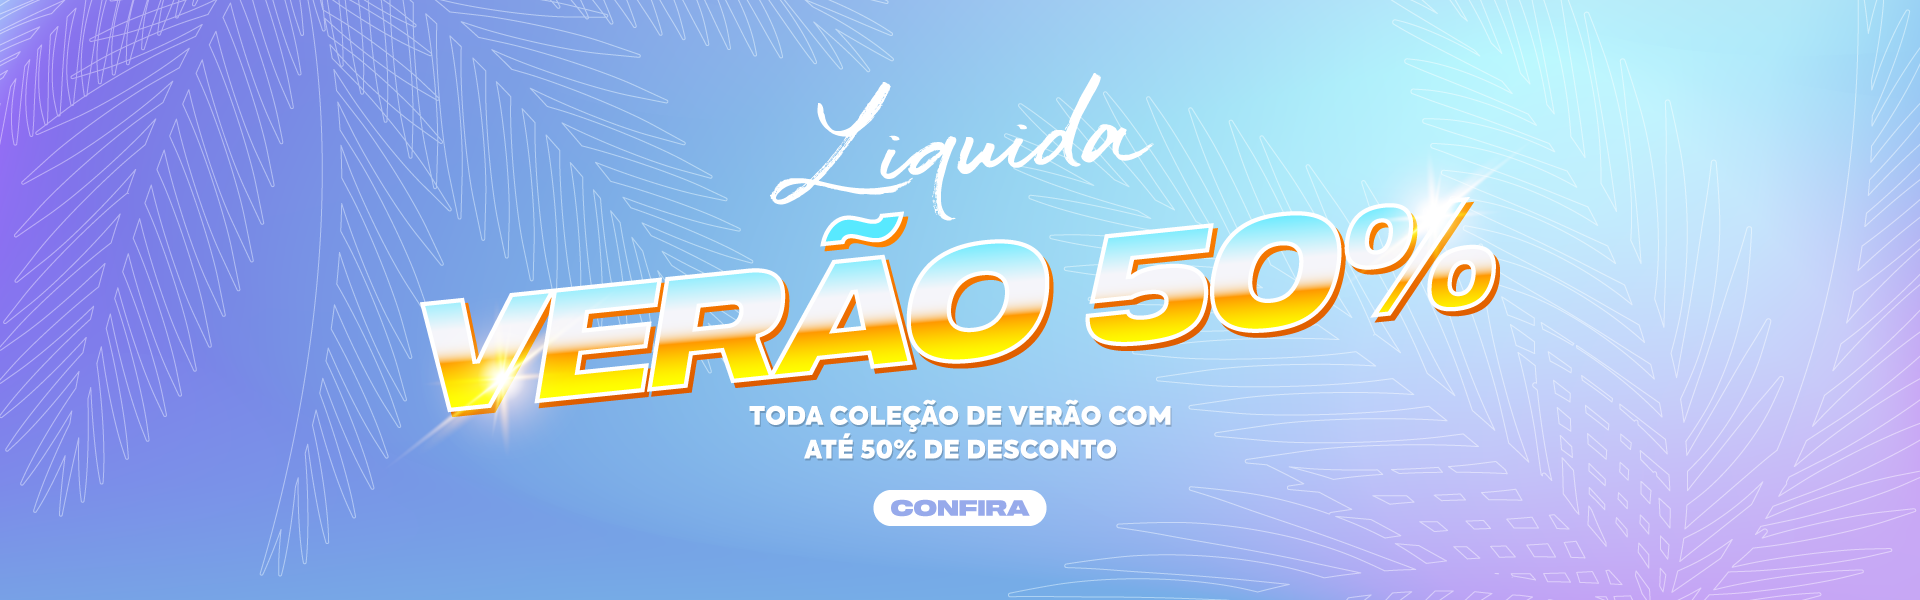 Liquida
VERÃO 50%
TODA COLEÇÃO DE VERÃO COM
ATÉ 50% DE DESCONTO
CONFIRA